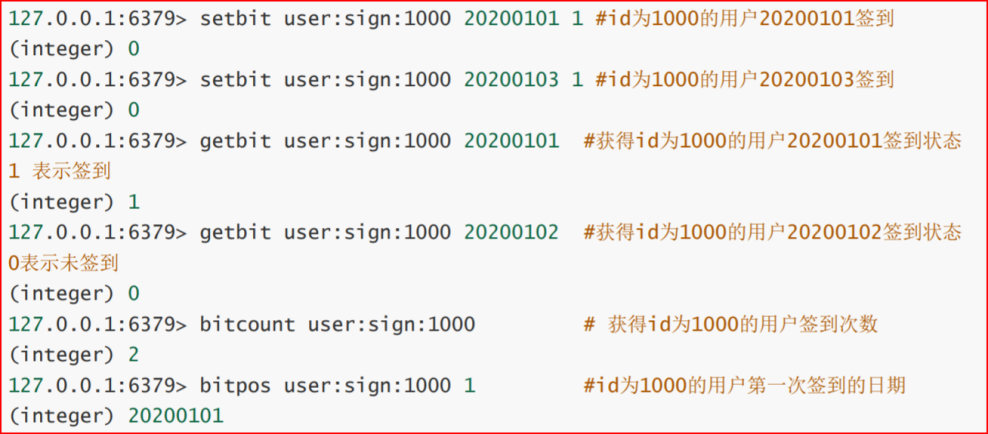 127.0.0.1:6379> setbit user:sign:1000 20200101 1 #id为1000的用户20200101签到
(integer) 0
127.0.0.1:6379> setbit user:sign:1000 20200103 1 #id为1000的用户20200103签到
(integer) 0
127.0.0.1:6379> getbit user:sign:1000 20200101 #获得id为1000的用户20200101签到状态
1 表示签到
(integer) 1
127.0.0.1:6379> getbit user:sign:1000 20200102 #获得id为1000的用户20200102签到状态
0表示未签到
(integer) 0
127.0.0.1:6379> bitcount user:sign:1000 # 获得id为1000的用户签到次数
(integer) 2
127.0.0.1:6379> bitpos user:sign:1000 1 #id为1000的用户第一次签到的日期
(integer) 20200101